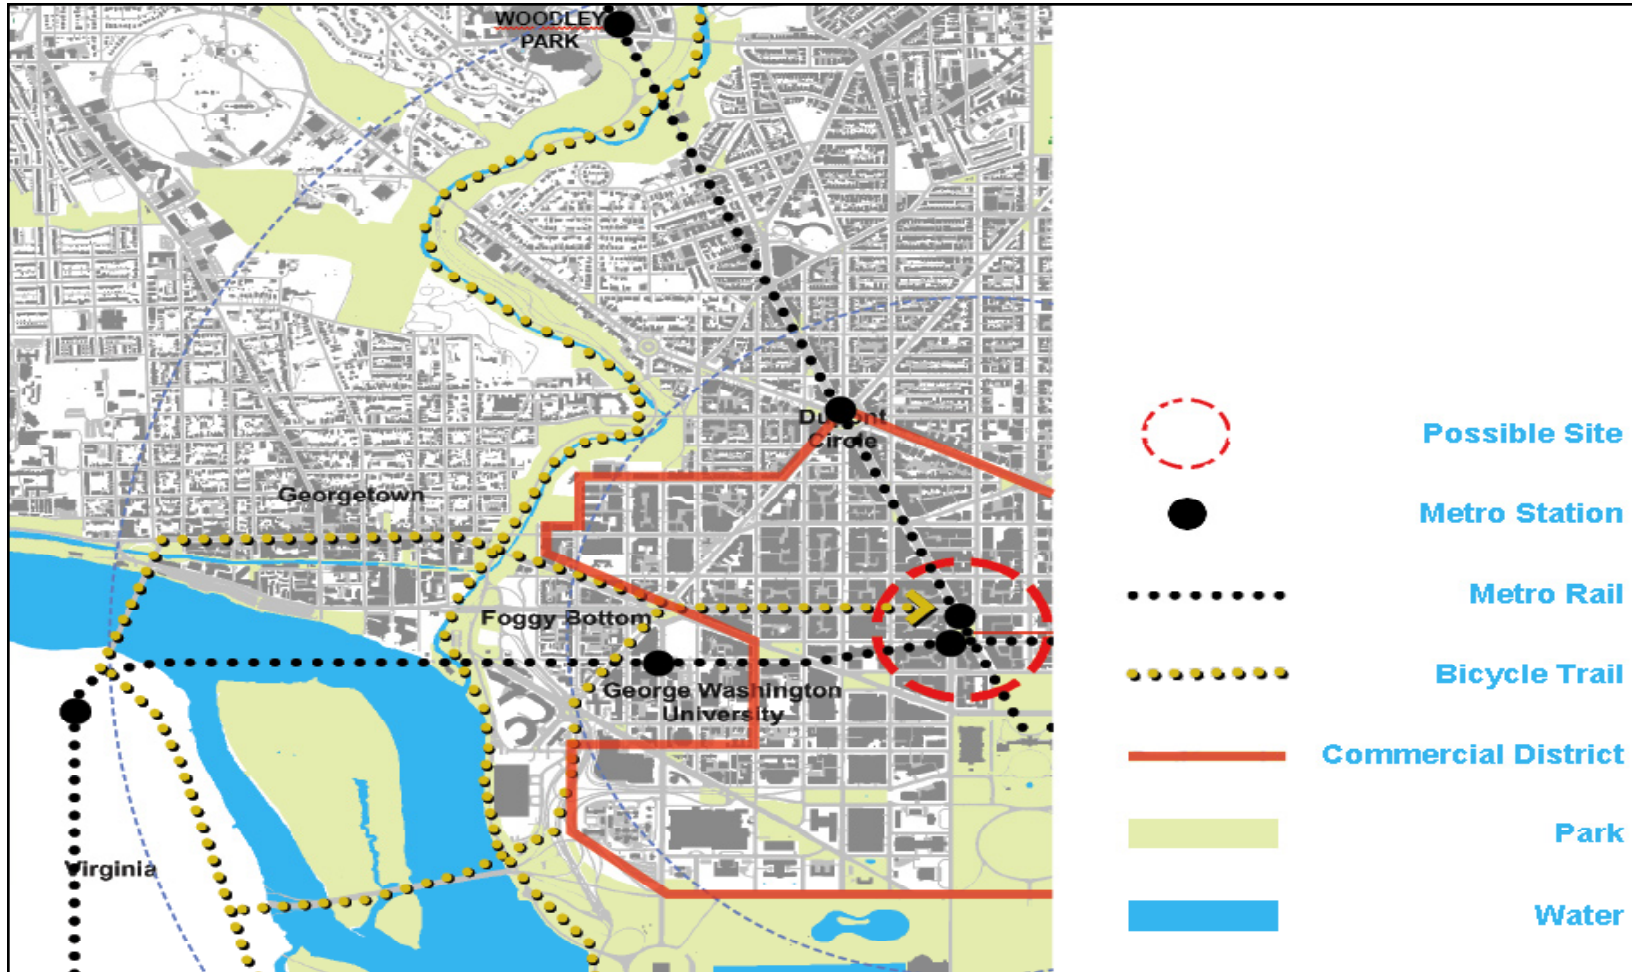 WOODLEY
PARK
Dupont
Circle
Georgetown
Foggy Bottom
George Washington
University
Virginia
Possible Site
Metro Station
Metro Rail
Bicycle Trail
Commercial District
Park
Water